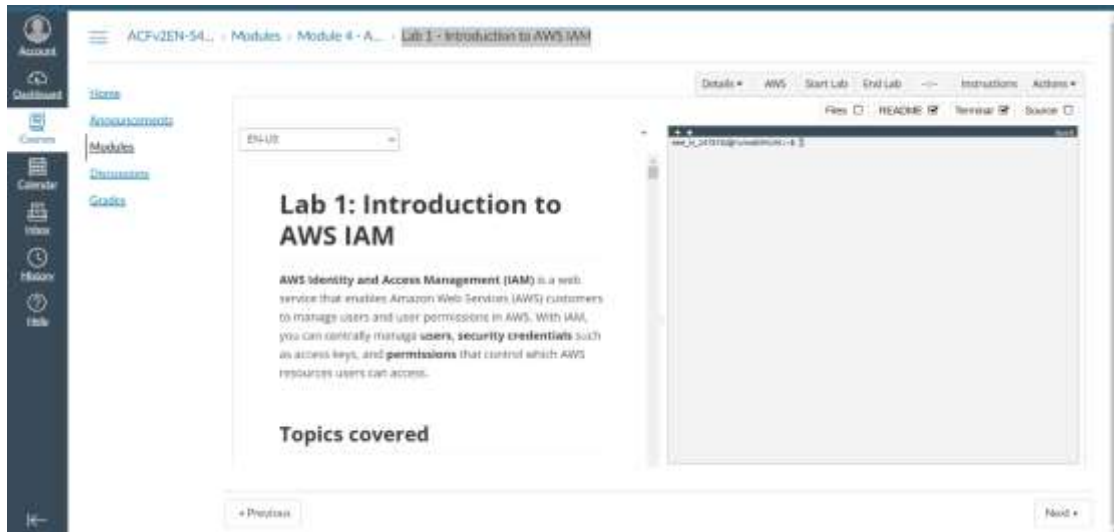 Account
Dashboard
Courses
Calendar
Inbox
History
Help
ACFv2EN-54... › Modules › Module 4 - A... › Lab 1 - Introduction to AWS IAM
Home
Announcements
Modules
Discussions
Grades
Details AWS Start Lab End Lab --:-- Instructions Actions
Files README Terminal Source
EN-US
Lab 1: Introduction to
AWS IAM
AWS Identity and Access Management (IAM) is a web
service that enables Amazon Web Services (AWS) customers
to manage users and user permissions in AWS. With IAM,
you can centrally manage users, security credentials such
as access keys, and permissions that control which AWS
resources users can access.
Topics covered
« Previous
Next »